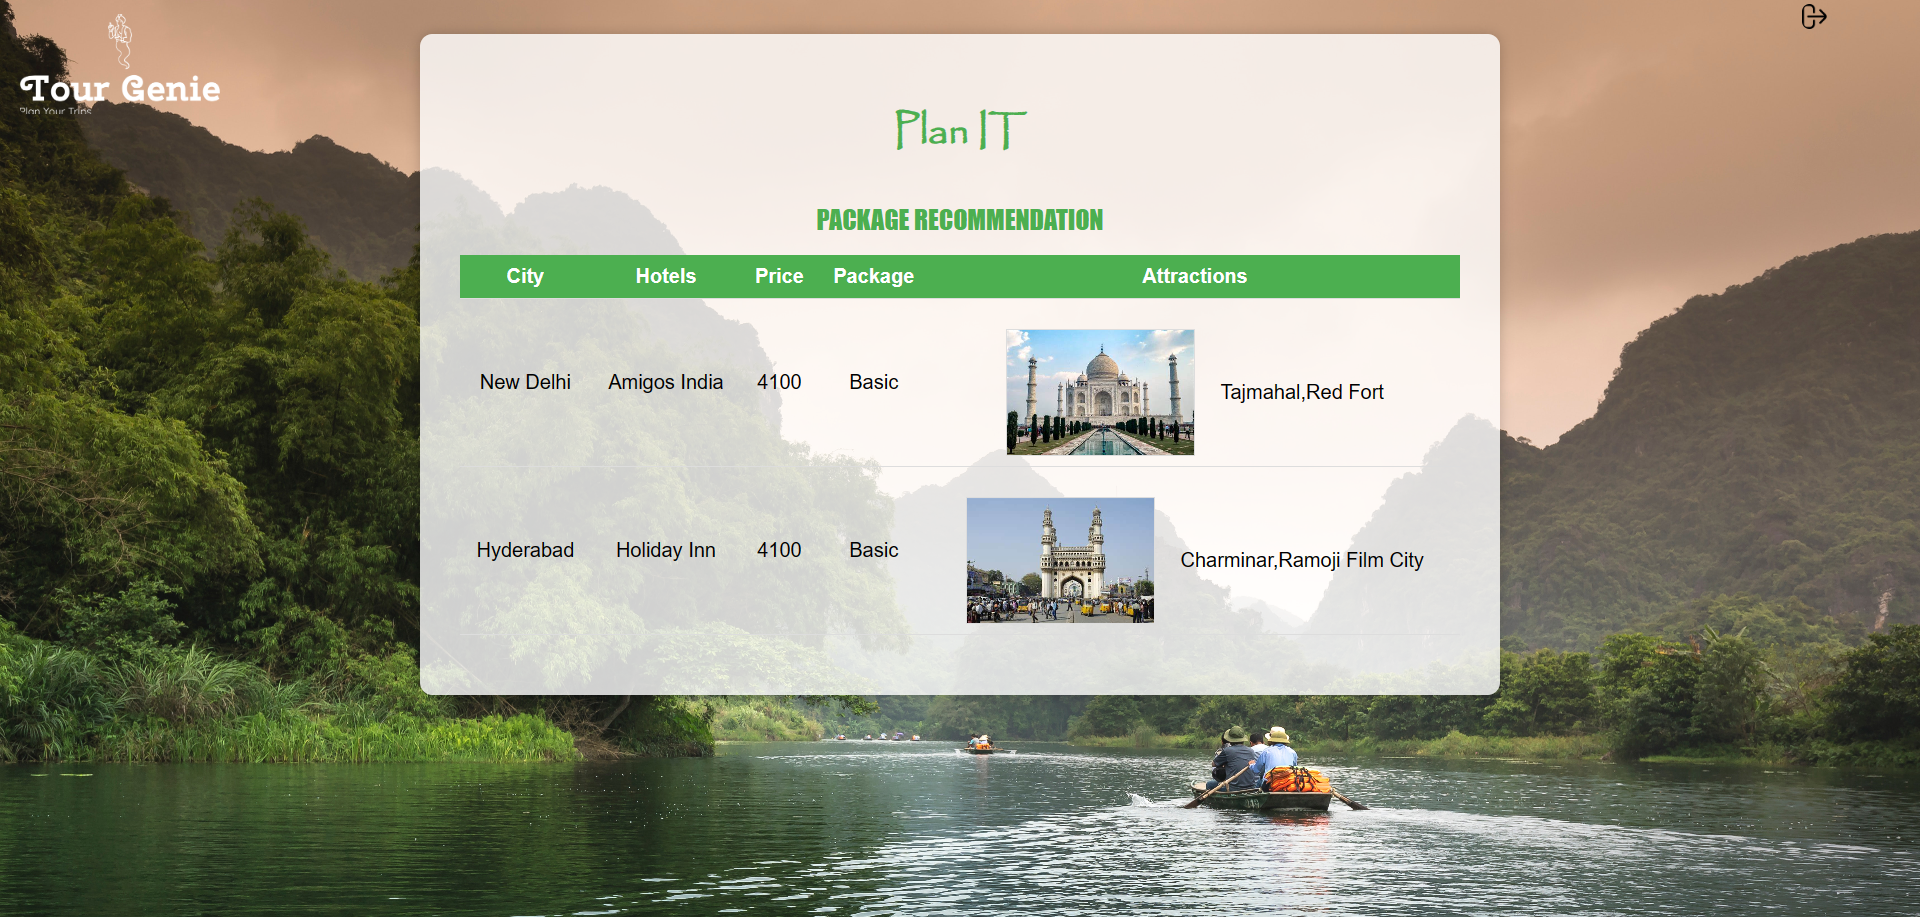 Tour Genie
Plan Your Trips
Plan IT
PACKAGE RECOMMENDATION
City Hotels Price Package Attractions
New Delhi Amigos India 4100 Basic Tajmahal,Red Fort
Hyderabad Holiday Inn 4100 Basic Charminar,Ramoji Film City